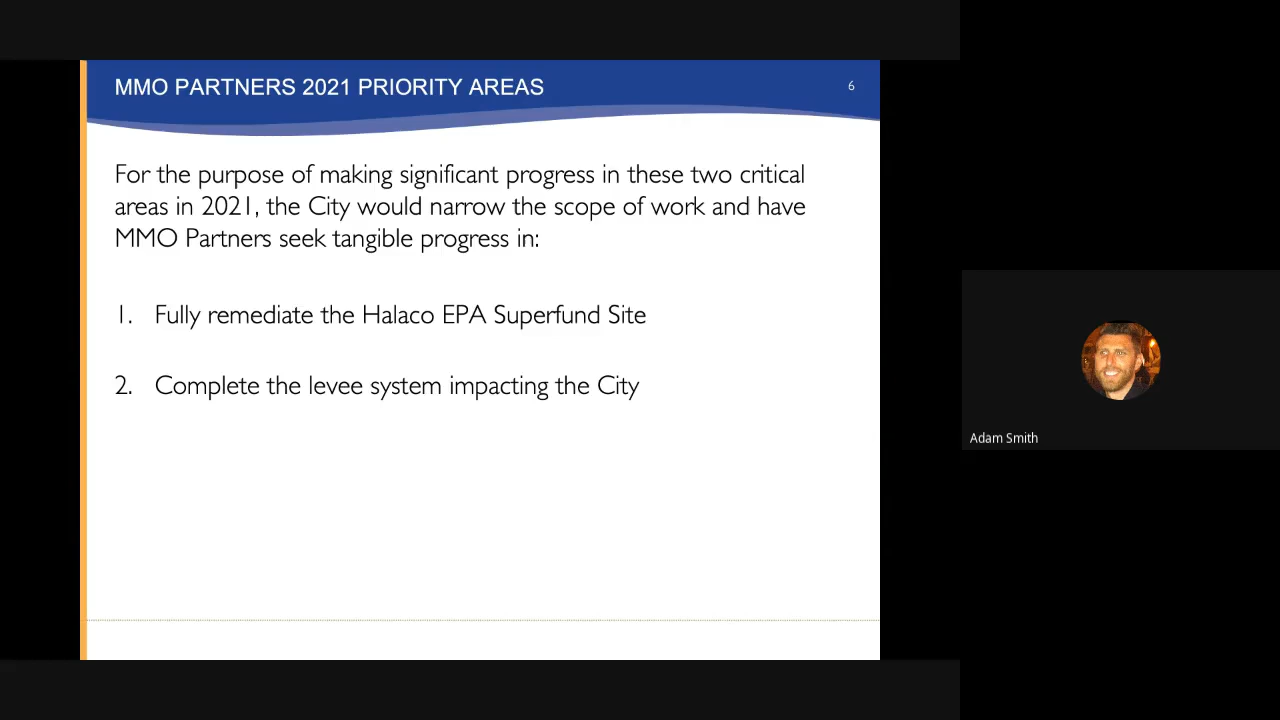 MMO PARTNERS 2021 PRIORITY AREAS
6
For the purpose of making significant progress in these two critical
areas in 2021, the City would narrow the scope of work and have
MMO Partners seek tangible progress in:
1. Fully remediate the Halaco EPA Superfund Site
2. Complete the levee system impacting the City
Adam Smith